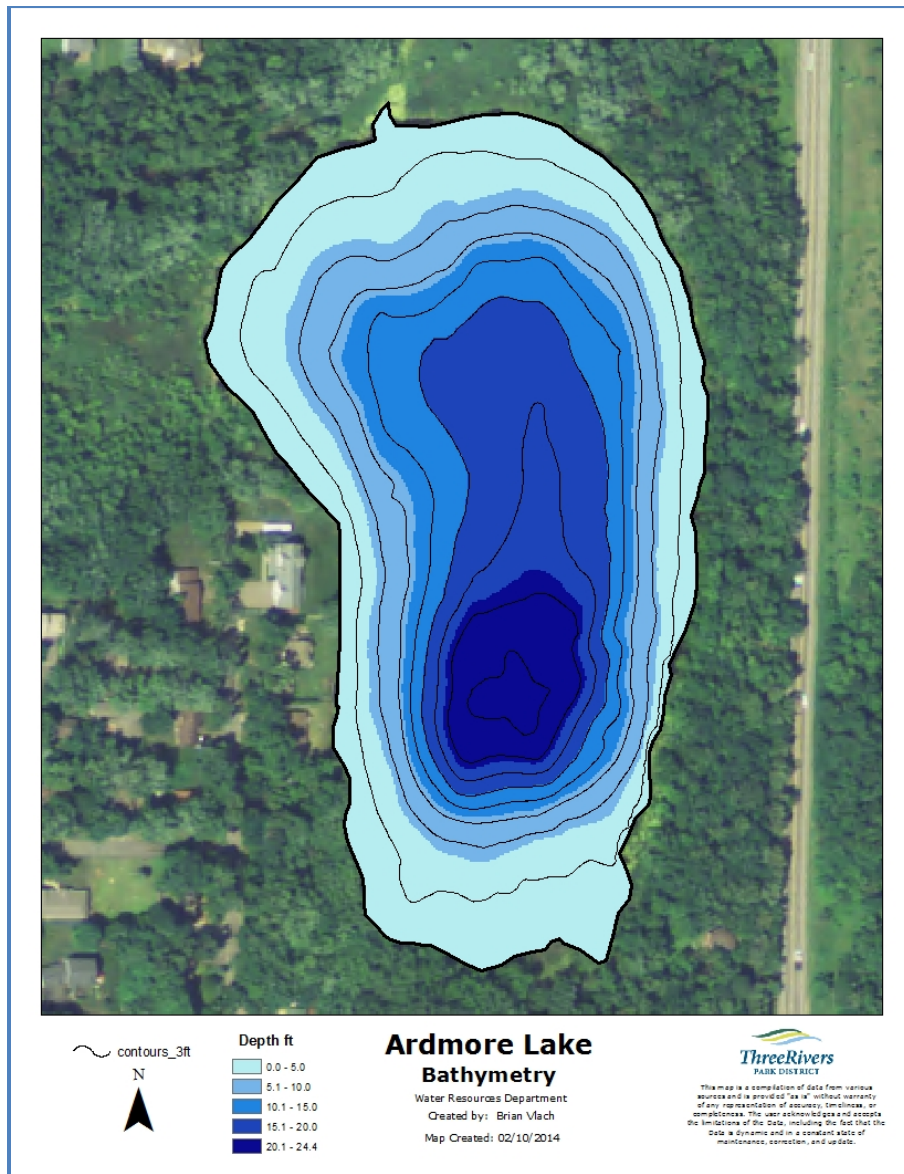 contours_3ft
N
Depth ft
0.0 - 5.0
5.1 - 10.0
10.1 - 15.0
15.1 - 20.0
20.1 - 24.4
Ardmore Lake
Bathymetry
Water Resources Department
Created by: Brian Vlach
Map Created: 02/10/2014
ThreeRivers
PARK DISTRICT
This map is a compilation of data from various
sources and is provided "as is" without warranty
of any representation of accuracy, timeliness, or
completeness. The user acknowledges and accepts
the limitations of the Data, including the fact that the
Data is dynamic and in a constant state of
maintenance, correction, and update.